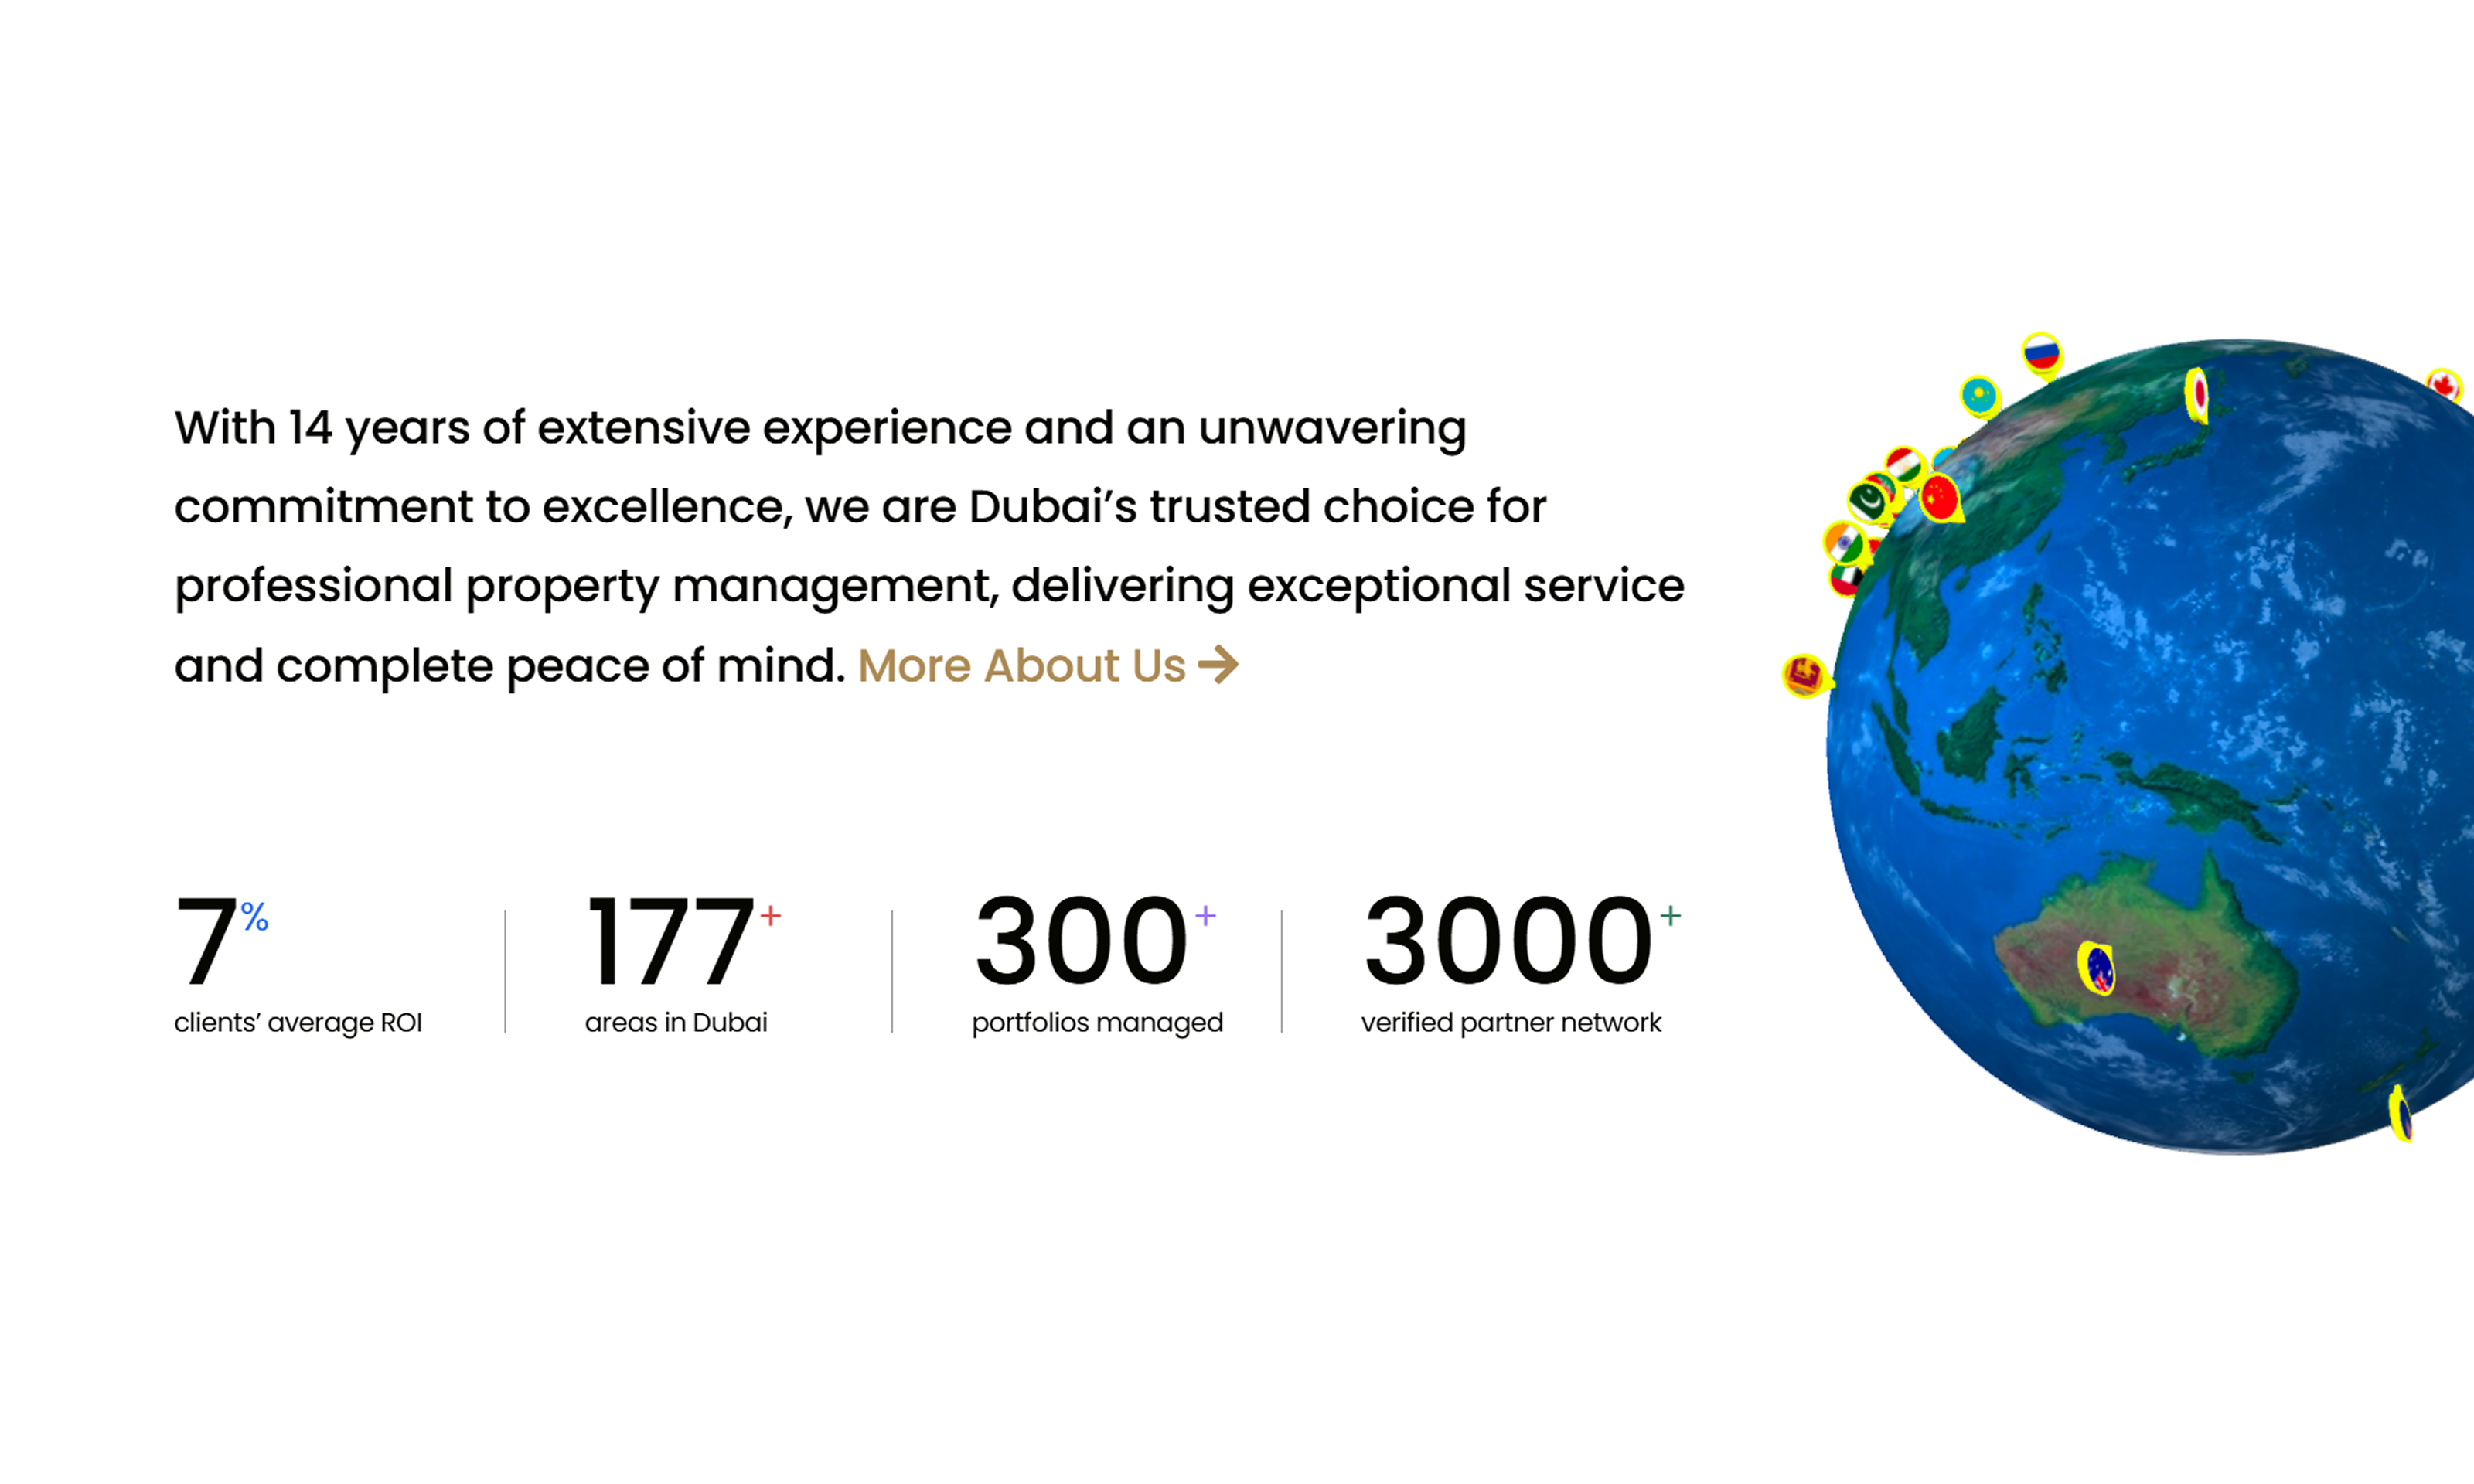 With 14 years of extensive experience and an unwavering
commitment to excellence, we are Dubai’s trusted choice for
professional property management, delivering exceptional service
and complete peace of mind. More About Us →
7%
clients’ average ROI
177+
areas in Dubai
300+
portfolios managed
3000+
verified partner network